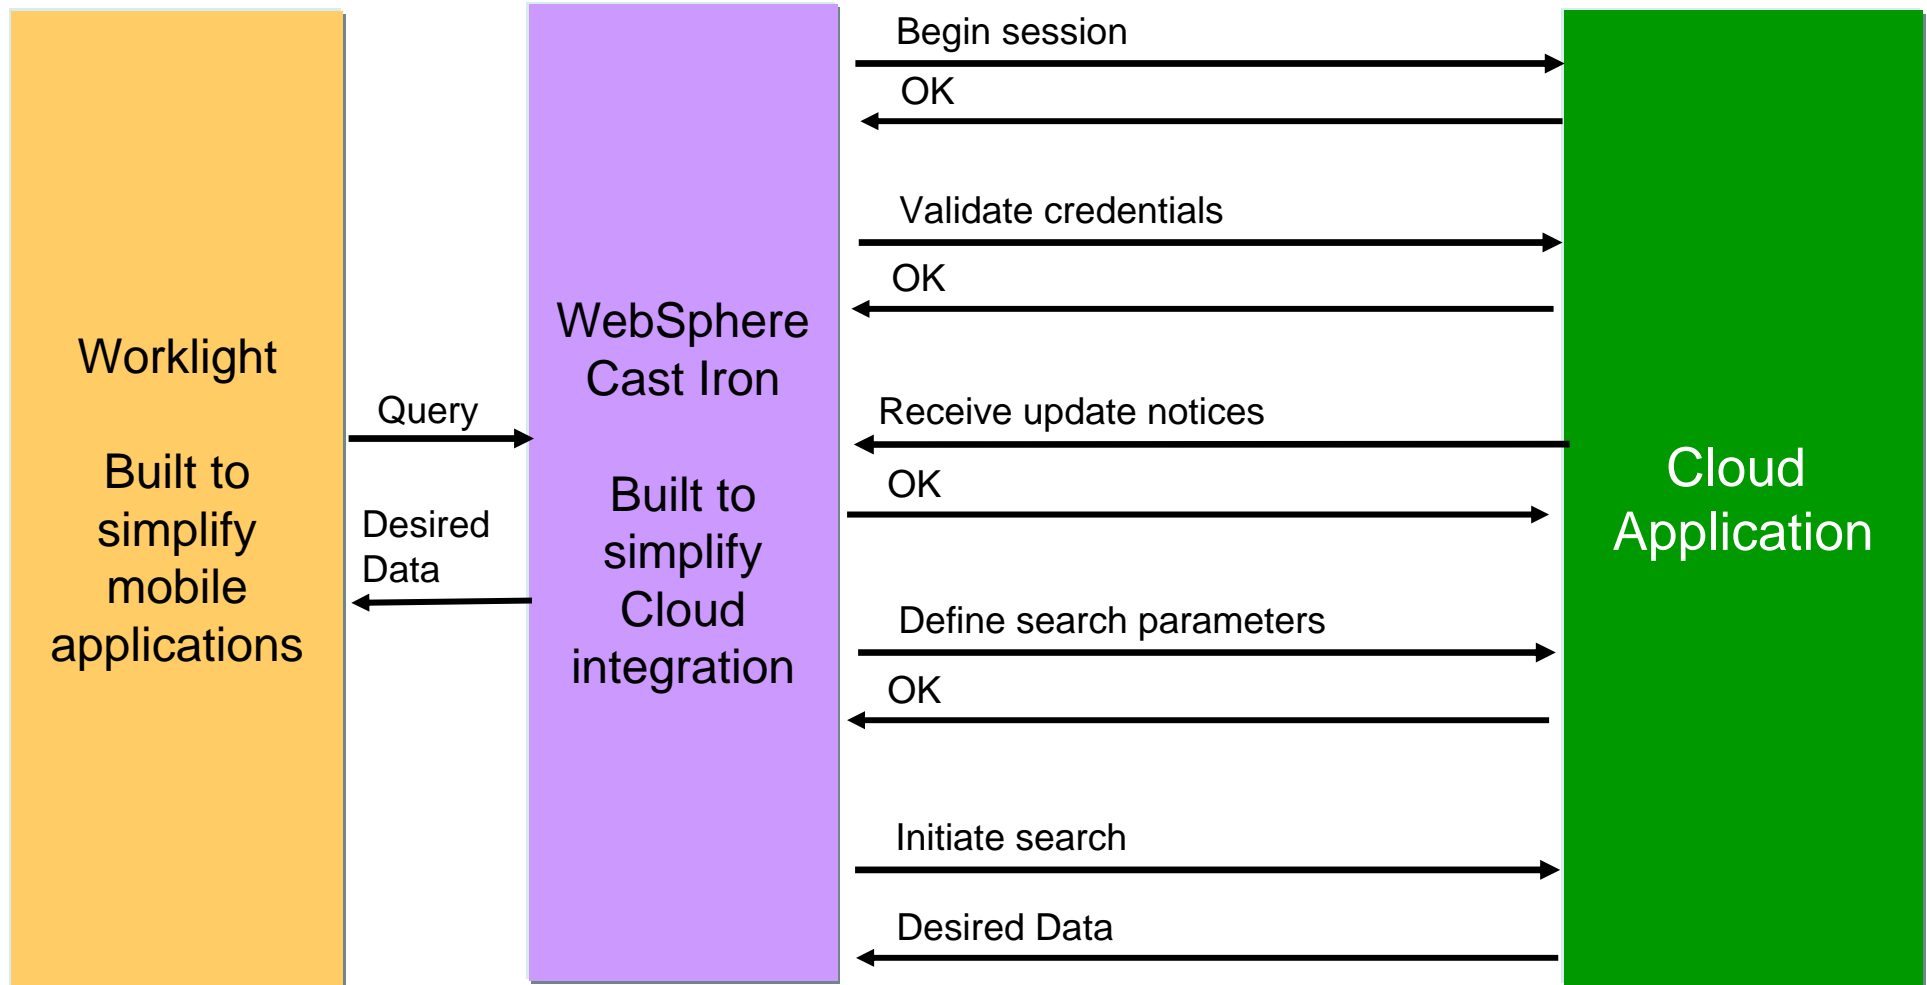 Worklight
Built to
simplify
mobile
applications
Query
Desired
Data
WebSphere
Cast Iron
Built to
simplify
Cloud
integration
Begin session
OK
Validate credentials
OK
Receive update notices
OK
Define search parameters
OK
Initiate search
Desired Data
Cloud
Application